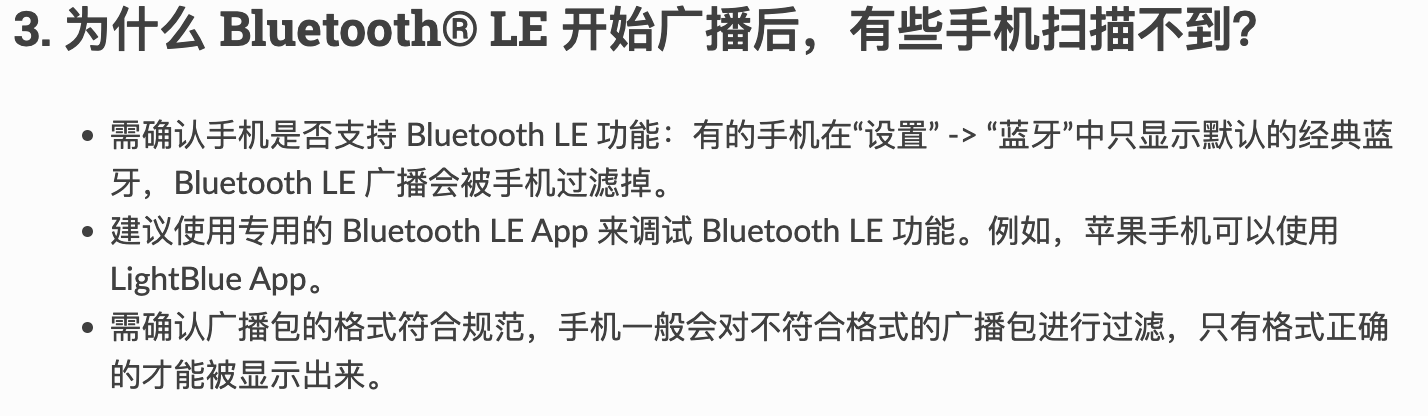 3. 为什么 Bluetooth® LE 开始广播后，有些手机扫描不到？
• 需确认手机是否支持 Bluetooth LE 功能：有的手机在“设置” -> “蓝牙”中只显示默认的经典蓝
牙，Bluetooth LE 广播会被手机过滤掉。
• 建议使用专用的 Bluetooth LE App 来调试 Bluetooth LE 功能。例如，苹果手机可以使用
LightBlue App。
• 需确认广播包的格式符合规范，手机一般会对不符合格式的广播包进行过滤，只有格式正确
的才能被显示出来。